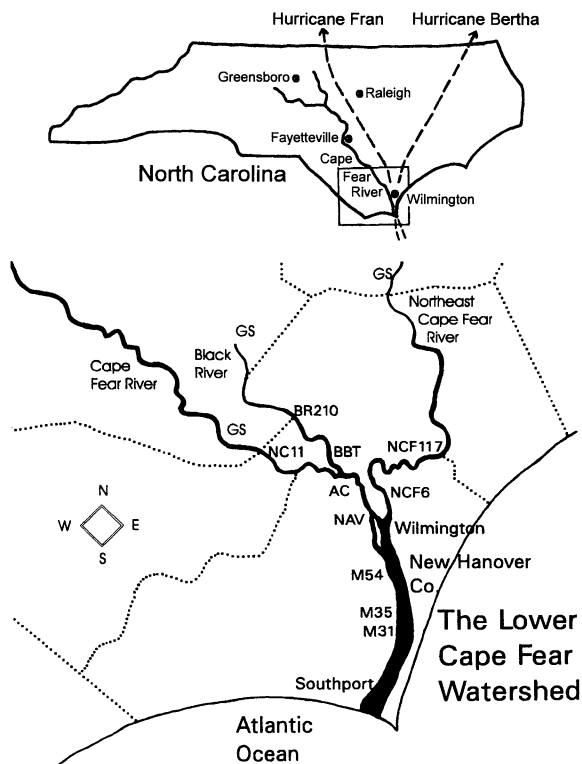 Hurricane Fran
Hurricane Bertha
Greensboro
Raleigh
Fayetteville
Cape
Fear
River
North Carolina
Wilmington
GS
Northeast
Cape Fear
River
GS
Black
River
Cape
Fear River
BR210
GS
NC11
BBT
NCF117
AC
NCF6
N
W
E
S
NAV
Wilmington
New Hanover
Co.
M54
M35
M31
The Lower
Cape Fear
Watershed
Southport
Atlantic
Ocean